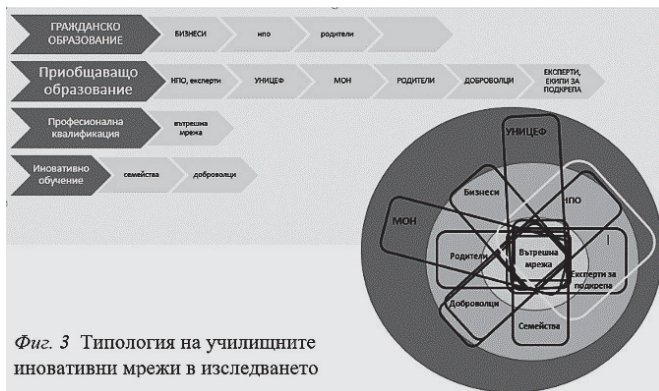 ГРАЖДАНСКО
ОБРАЗОВАНИЕ
БИЗНЕСИ
нпо
родители
Приобщаващо
образование
НПО, експерти
УНИЦЕФ
МОН
РОДИТЕЛИ
ДОБРОВОЛЦИ
ЕКСПЕРТИ,
ЕКИПИ ЗА
ПОДКРЕПА
Професионална
квалификация
вътрешна
мрежа
Иновативно
обучение
семейства
доброволци
УНИЦЕФ
Бизнеси
НПО
МОН
Родители
Вътрешна
мрежа
Експерти за
подкрепа
Доброволци
Семейства
Фиг. 3 Типология на училищните
иновативни мрежи в изследването